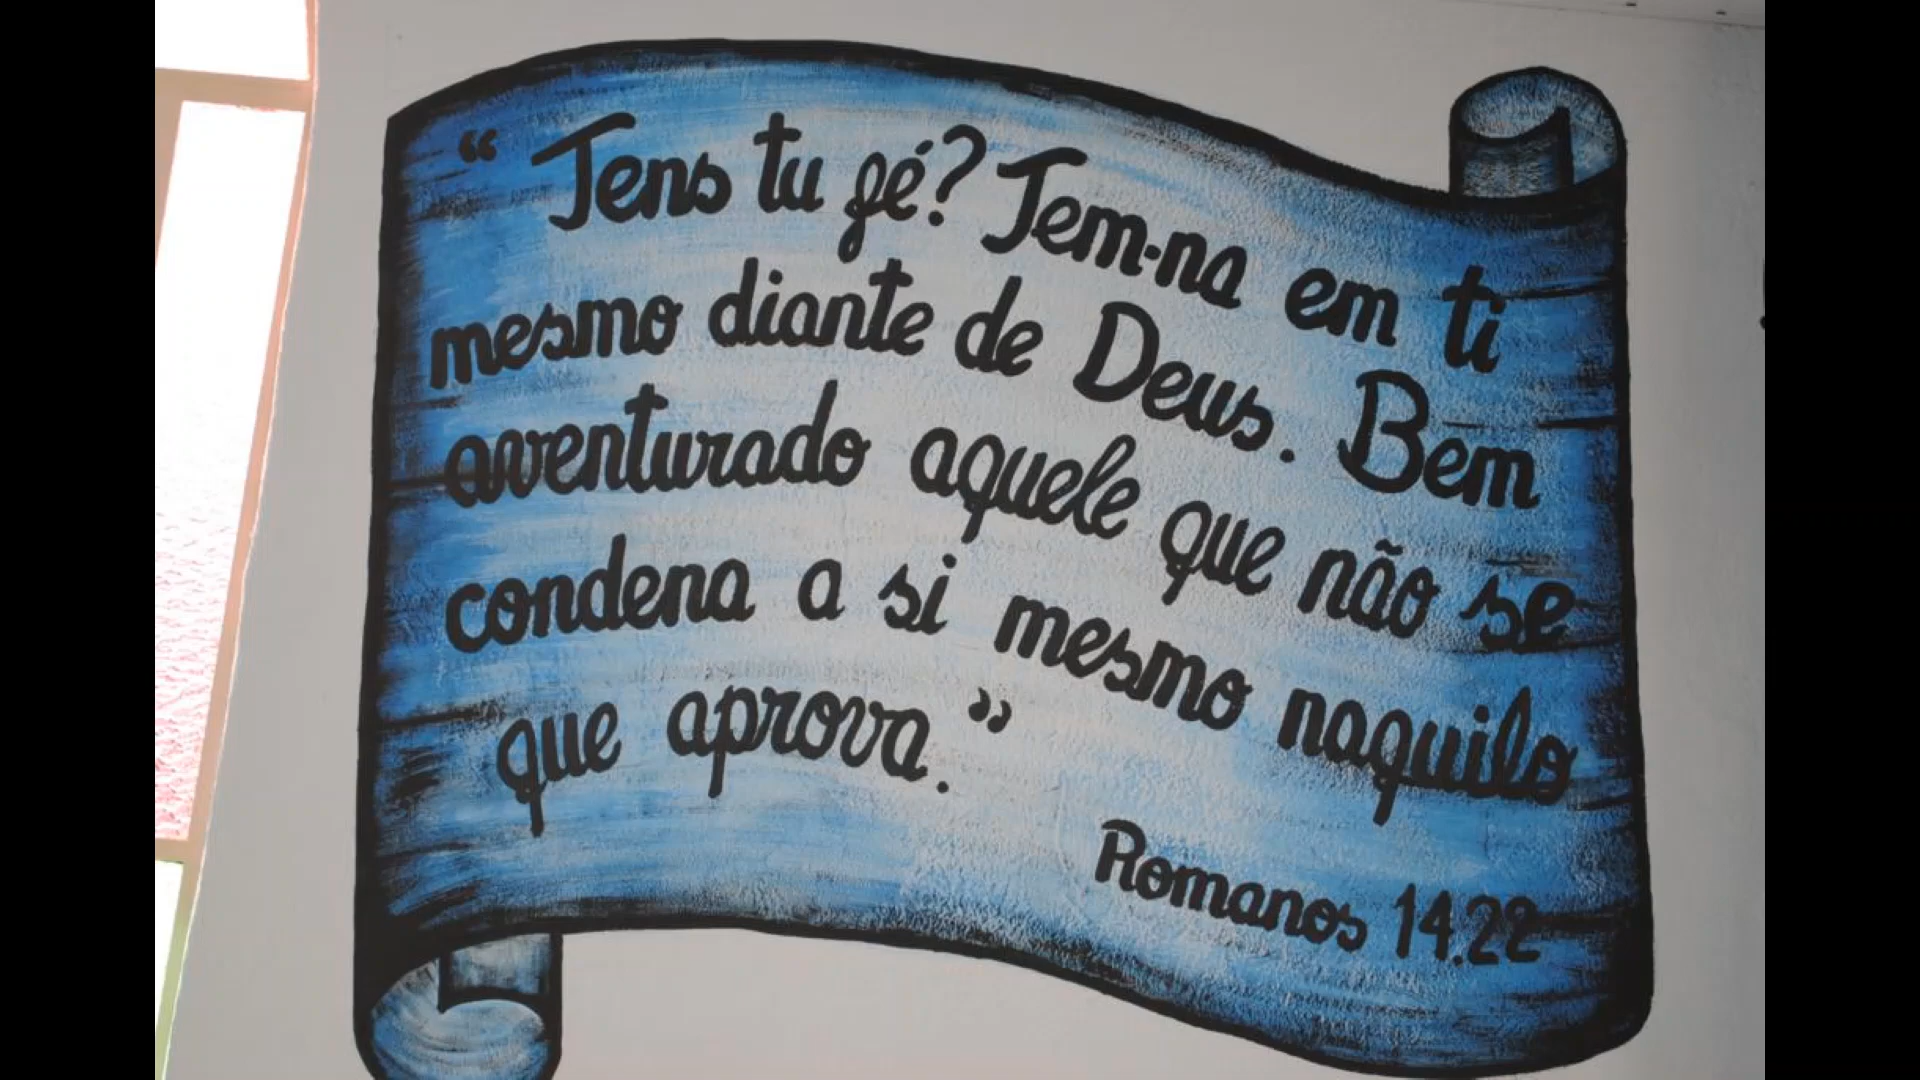 “ Tens tu fé? Tem-na em ti
mesmo diante de Deus. Bem
aventurado aquele que não se
condena a si mesmo naquilo
que aprova.”
Romanos 14.22